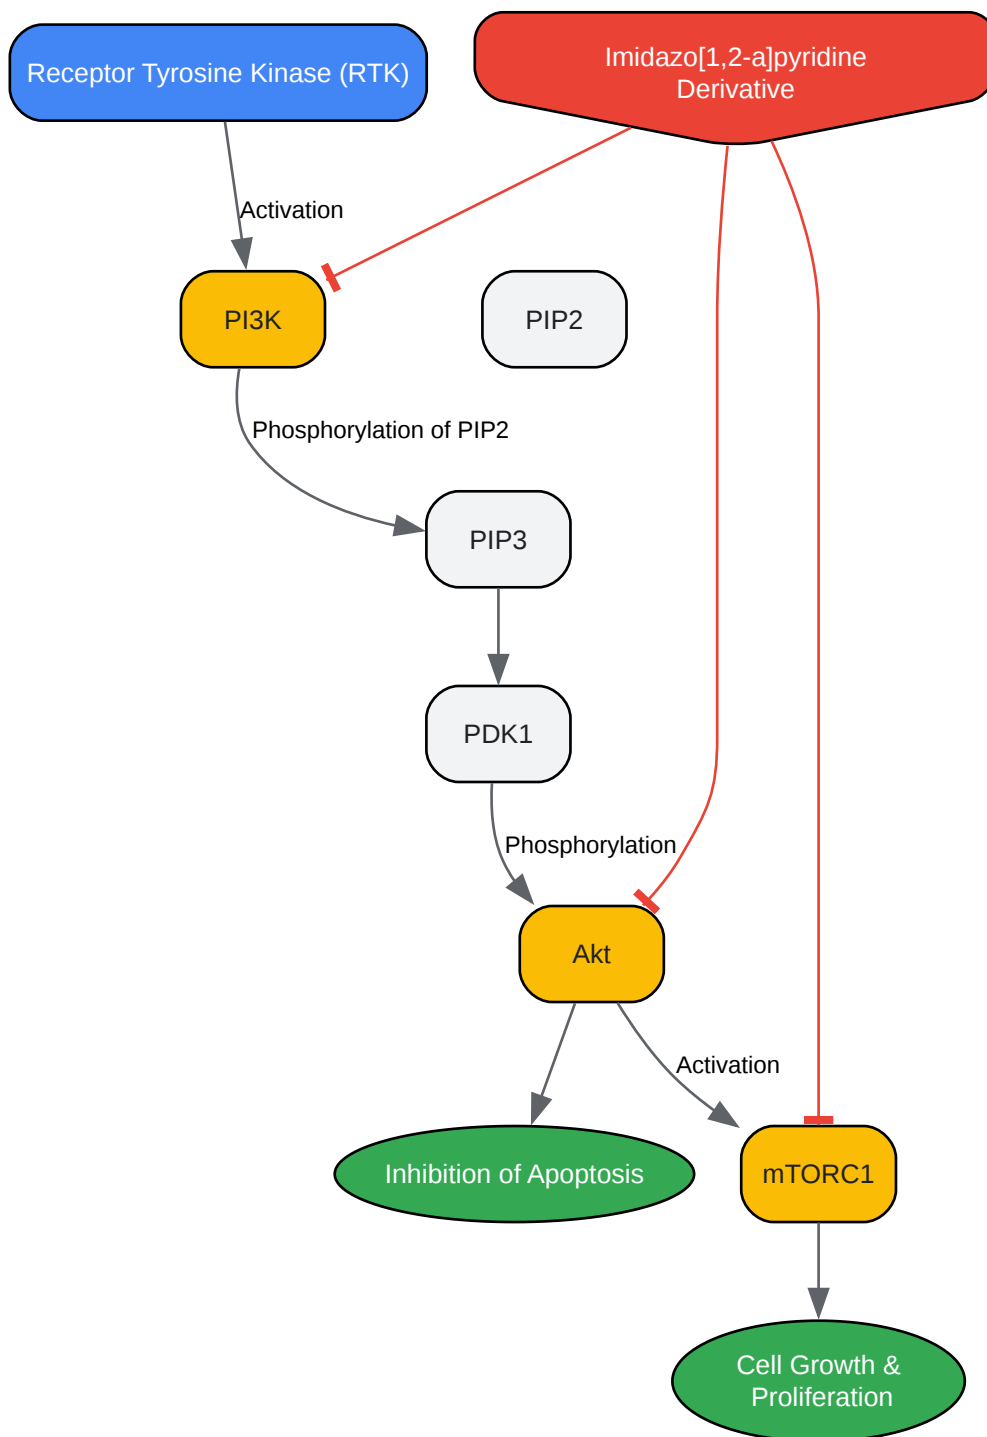 Receptor Tyrosine Kinase (RTK)
Imidazo[1,2-a]pyridine
Derivative
Activation
PI3K
PIP2
Phosphorylation of PIP2
PIP3
PDK1
Phosphorylation
Akt
Activation
Inhibition of Apoptosis
mTORC1
Cell Growth &
Proliferation